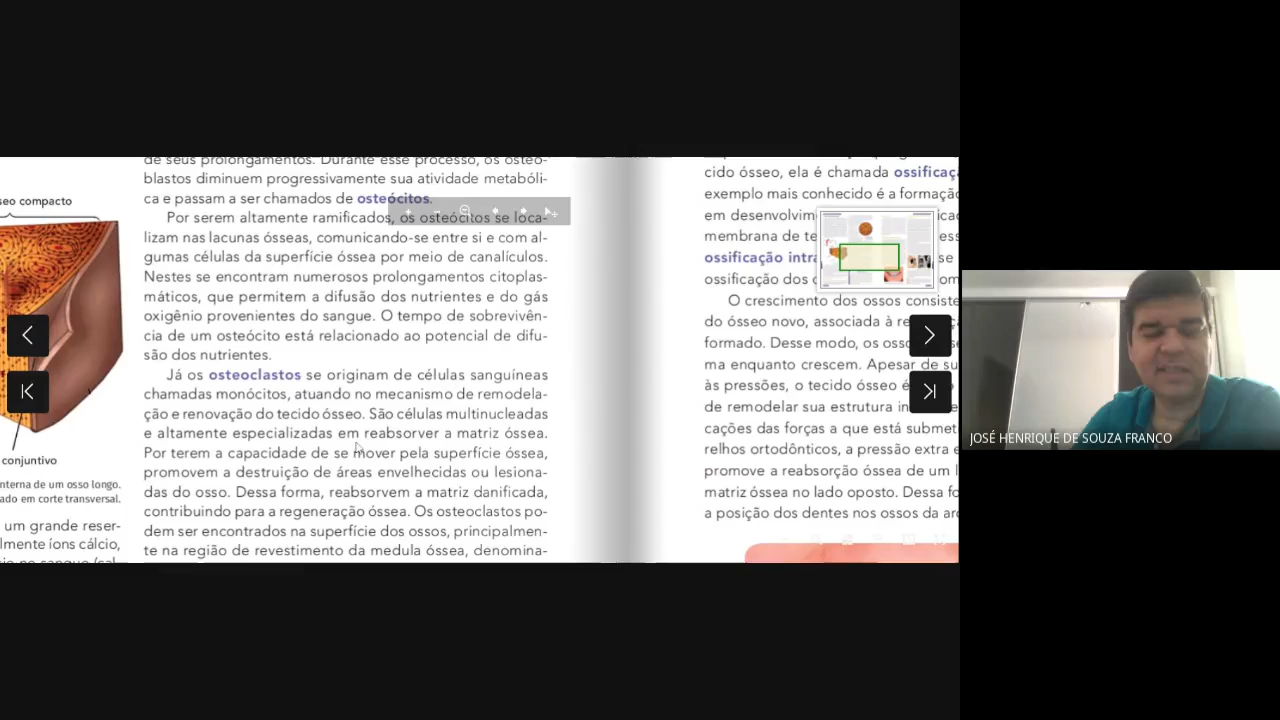 seo compacto
conjuntivo
nterna de um osso longo.
ado em corte transversal.
um grande reser-
lmente íons cálcio,
de seus prolongamentos. Durante esse processo, os osteo-
blastos diminuem progressivamente sua atividade metabóli-
ca e passam a ser chamados de osteócitos.
Por serem altamente ramificados, os osteócitos se loca-
lizam nas lacunas ósseas, comunicando-se entre si e com al-
gumas células da superfície óssea por meio de canalículos.
Nestes se encontram numerosos prolongamentos citoplas-
máticos, que permitem a difusão dos nutrientes e do gás
oxigênio provenientes do sangue. O tempo de sobrevivên-
cia de um osteócito está relacionado ao potencial de difu-
são dos nutrientes.
Já os osteoclastos se originam de células sanguíneas
chamadas monócitos, atuando no mecanismo de remodela-
ção e renovação do tecido ósseo. São células multinucleadas
e altamente especializadas em reabsorver a matriz óssea.
Por terem a capacidade de se mover pela superfície óssea,
promovem a destruição de áreas envelhecidas ou lesiona-
das do osso. Dessa forma, reabsorvem a matriz danificada,
contribuindo para a regeneração óssea. Os osteoclastos po-
dem ser encontrados na superfície dos ossos, principalmen-
te na região de revestimento da medula óssea, denomina-
cido ósseo, ela é chamada ossificaç
exemplo mais conhecido é a formação
em desenvolvim
membrana de te
ossificação intra se
ossificação dos
O crescimento dos ossos consiste
do ósseo novo, associada à re
formado. Desse modo, os osso
ma enquanto crescem. Apesar de su
às pressões, o tecido ósseo é
de remodelar sua estrutura in
cações das forças a que está submet
relhos ortodônticos, a pressão extra e
promove a reabsorção óssea de um l
matriz óssea no lado oposto. Dessa fo
a posição dos dentes nos ossos da arc
JOSÉ HENRIQUE DE SOUZA FRANCO